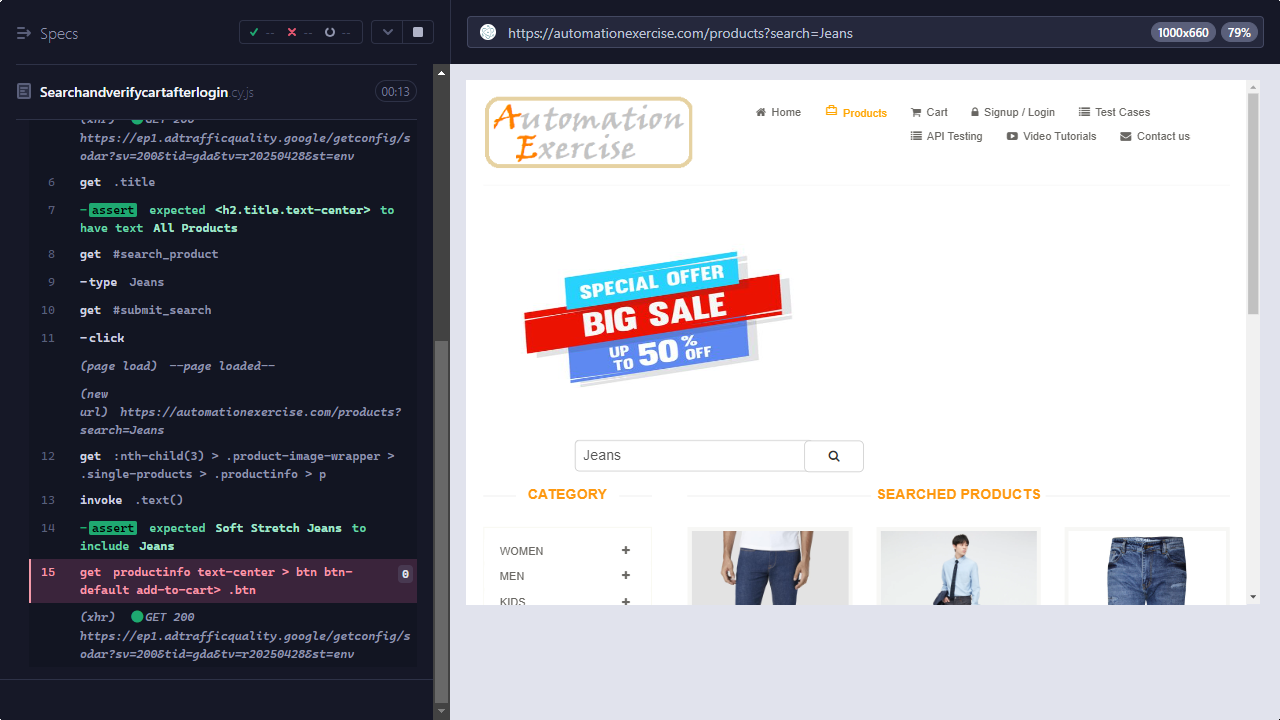 Specs
--
--
--
https://automationexercise.com/products?search=Jeans
1000x660
79%
Searchandverifycartafterlogin.cy.js
00:13
(xhr) GET 200
https://ep1.adtrafficquality.google/getconfig/s
odar?sv=200&tid=gda&tv=r20250428&st=env
6 get .title
7 -assert expected <h2.title.text-center> to
have text All Products
8 get #search_product
9 -type Jeans
10 get #submit_search
11 -click
(page load) --page loaded--
(new
url) https://automationexercise.com/products?
search=Jeans
12 get :nth-child(3) > .product-image-wrapper >
.single-products > .productinfo > p
13 invoke .text()
14 -assert expected Soft Stretch Jeans to
include Jeans
15 get productinfo text-center > btn btn-
default add-to-cart> .btn
0
(xhr) GET 200
https://ep1.adtrafficquality.google/getconfig/s
odar?sv=200&tid=gda&tv=r20250428&st=env
Automation
Exercise
Home
Products
Cart
Signup / Login
Test Cases
API Testing
Video Tutorials
Contact us
SPECIAL OFFER
BIG SALE
UP TO 50% OFF
Jeans
CATEGORY
SEARCHED PRODUCTS
WOMEN +
MEN +
KIDS +